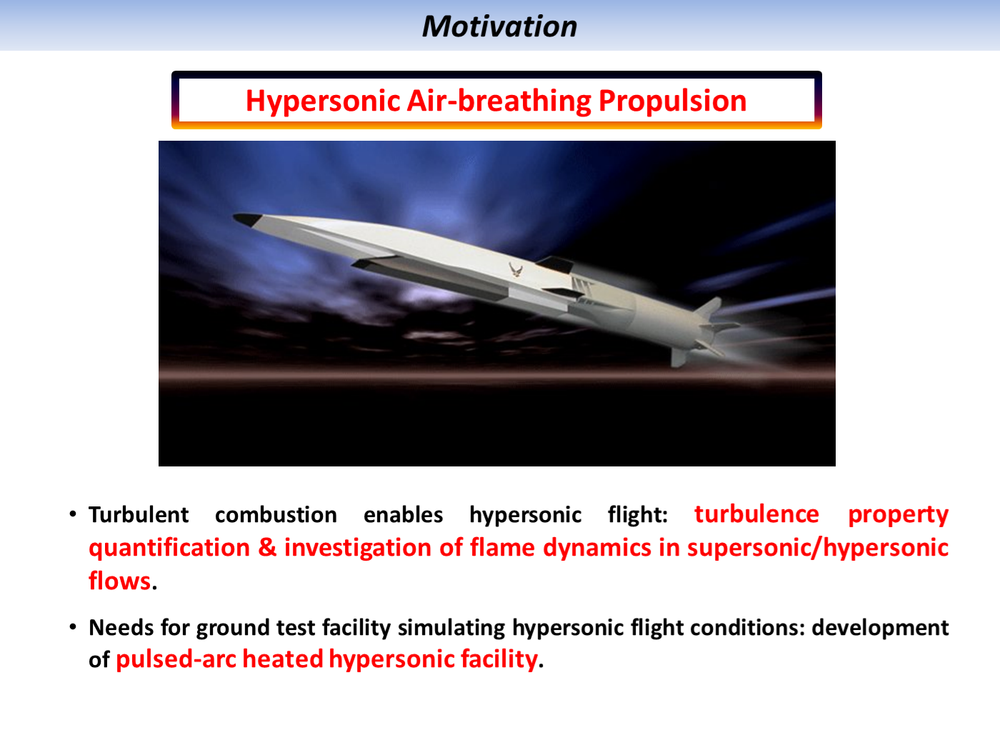 Motivation
Hypersonic Air-breathing Propulsion
• Turbulent combustion enables hypersonic flight: turbulence property
quantification & investigation of flame dynamics in supersonic/hypersonic
flows.
• Needs for ground test facility simulating hypersonic flight conditions: development
of pulsed-arc heated hypersonic facility.